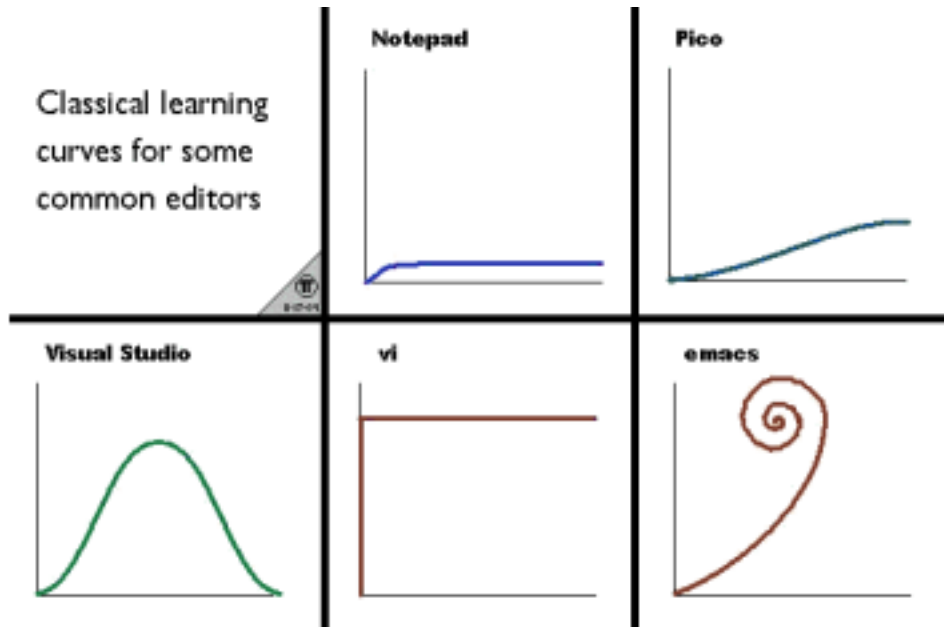 Classical learning
curves for some
common editors
Notepad
Pico
Visual Studio
vi
emacs